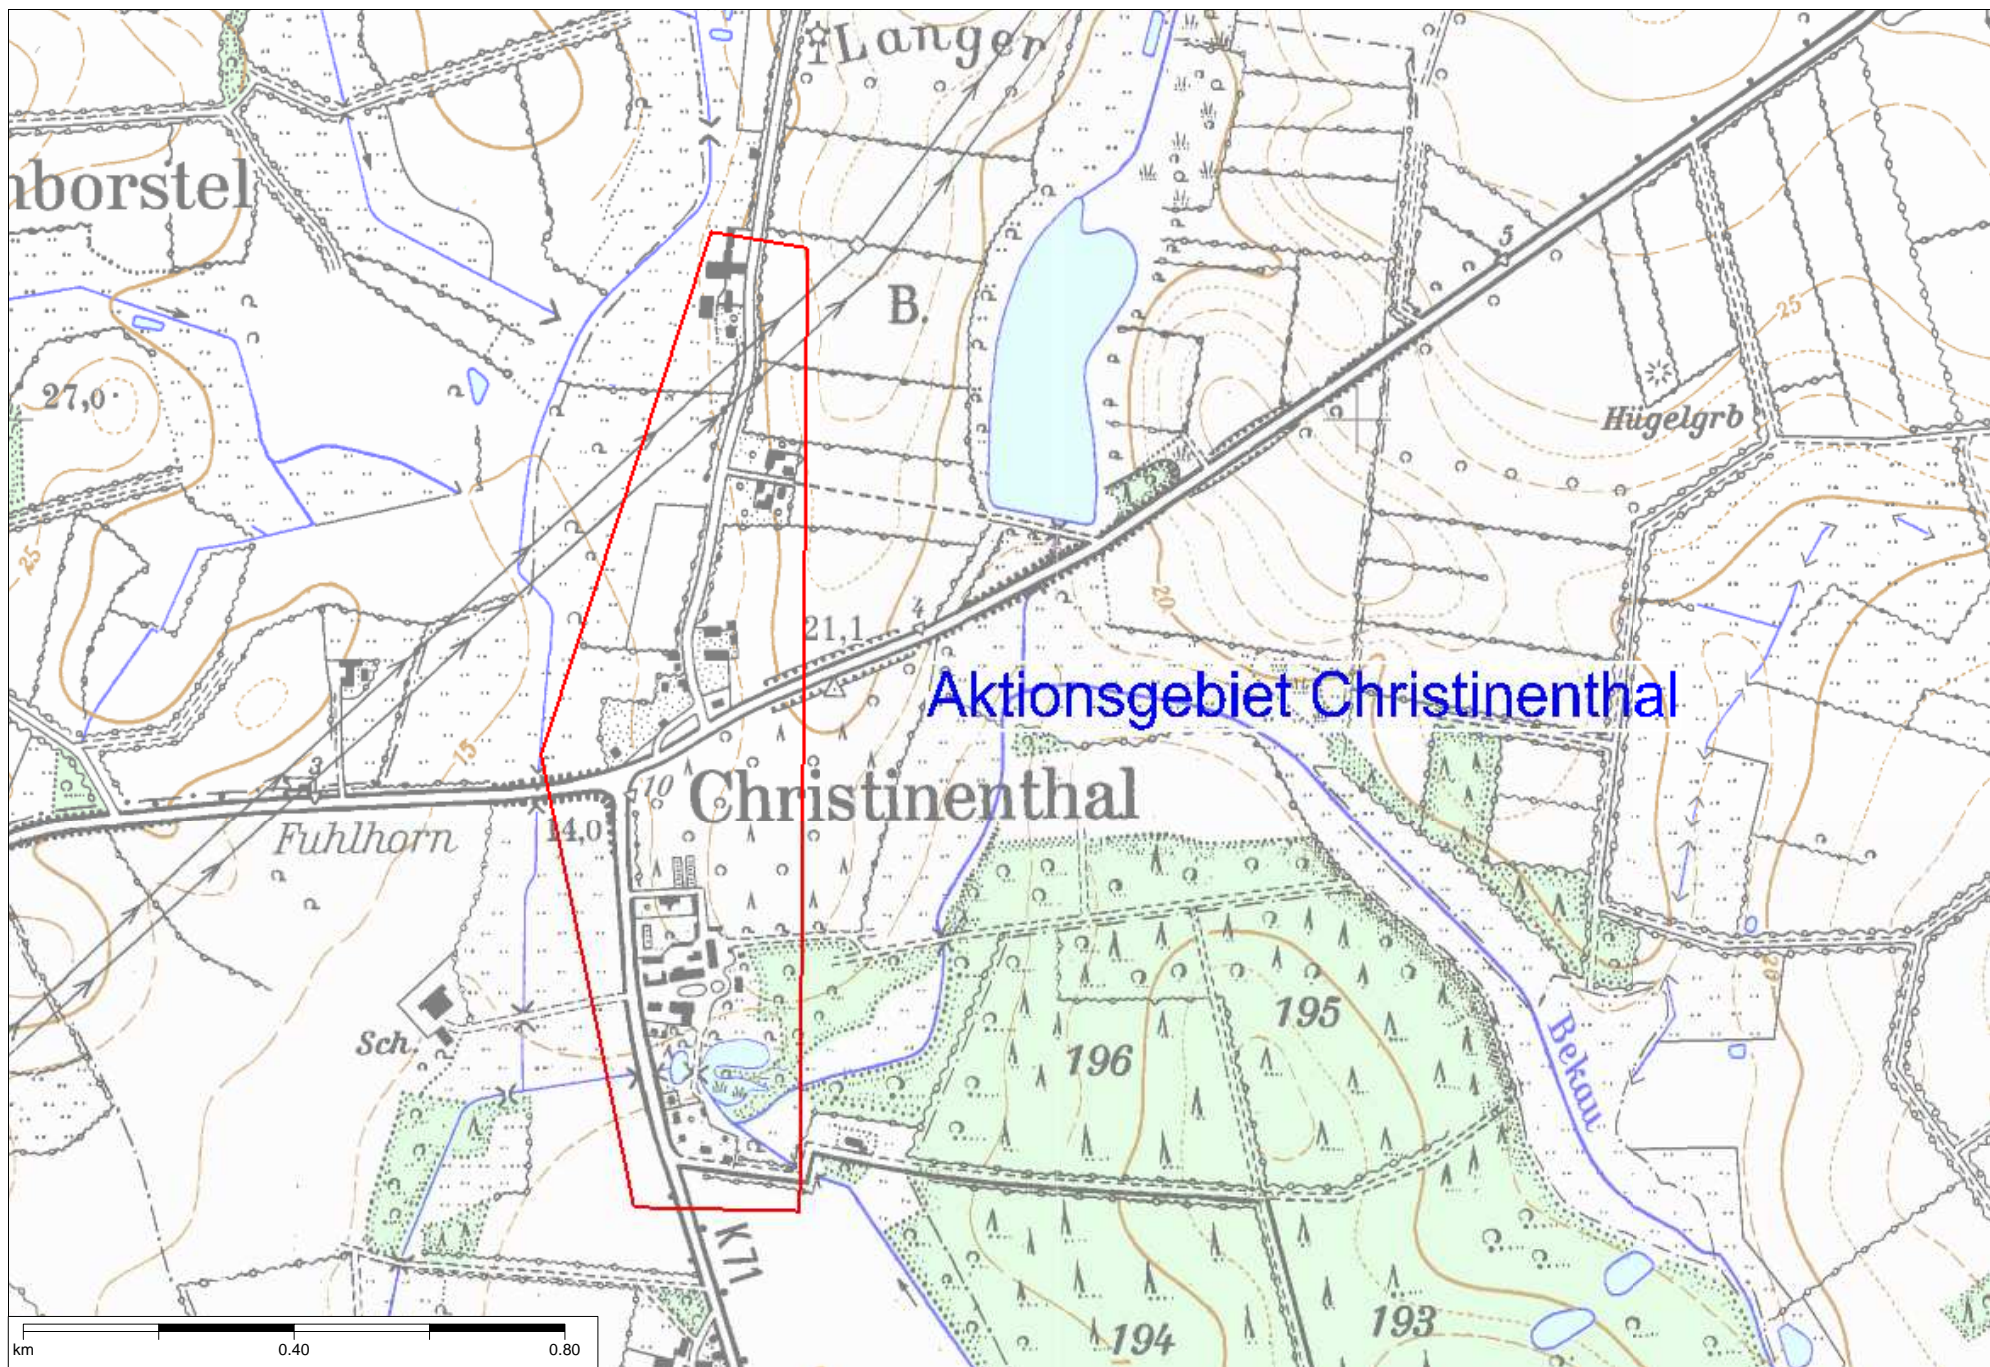 Langer
nborstel
B.
5
25
27,0
Hügelgrb
25
20
4
21,1
Aktionsgebiet Christinenthal
15
3
10
Christinenthal
14,0
Fuhlhorn
20
195
Sch.
196
Bekau
K71
193
194
km
0.40
0.80